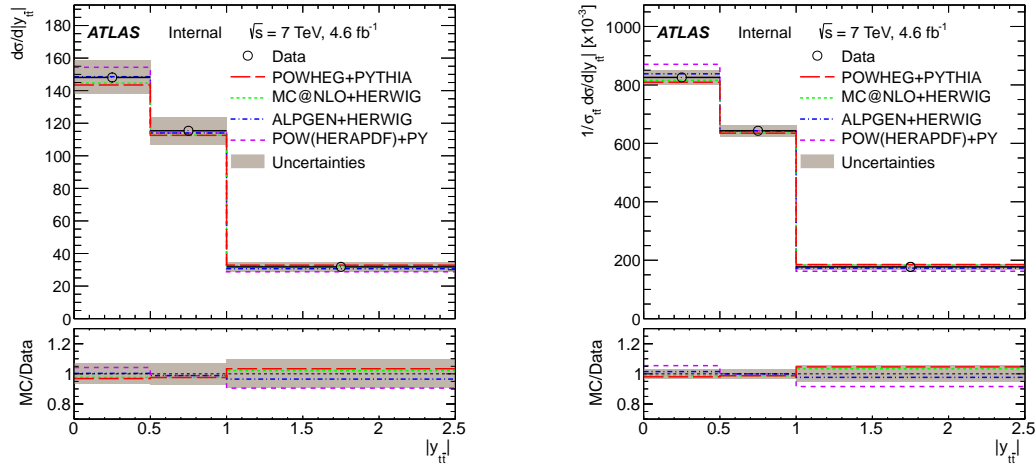 dσ/d|y_tt̄|
180
160
140
120
100
80
60
40
20
0
ATLAS Internal √s = 7 TeV, 4.6 fb⁻¹
Data
POWHEG+PYTHIA
MC@NLO+HERWIG
ALPGEN+HERWIG
POW(HERAPDF)+PY
Uncertainties
MC/Data
1.2
1
0.8
0 0.5 1 1.5 2 2.5
|y_tt̄|
1/σ_tt̄ dσ/d|y_tt̄| [x10⁻³]
1000
800
600
400
200
0
ATLAS Internal √s = 7 TeV, 4.6 fb⁻¹
Data
POWHEG+PYTHIA
MC@NLO+HERWIG
ALPGEN+HERWIG
POW(HERAPDF)+PY
Uncertainties
MC/Data
1.2
1
0.8
0 0.5 1 1.5 2 2.5
|y_tt̄|